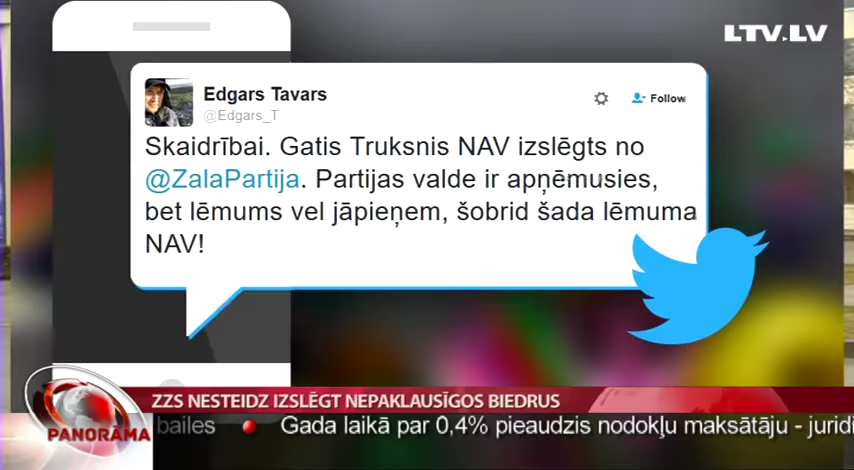 LTV.LV
Edgars Tavars
@Edgars_T
Follow
Skaidrībai. Gatis Truksnis NAV izslēgts no
@ZalaPartija. Partijas valde ir apņēmusies,
bet lēmums vel jāpieņem, šobrid šada lēmuma
NAV!
ZZS NESTEIDZ IZSLĒGT NEPAKLAUSĪGOS BIEDRUS
PANORĀMA
bailes Gada laikā par 0,4% pieaudzis nodokļu maksātāju - juridi